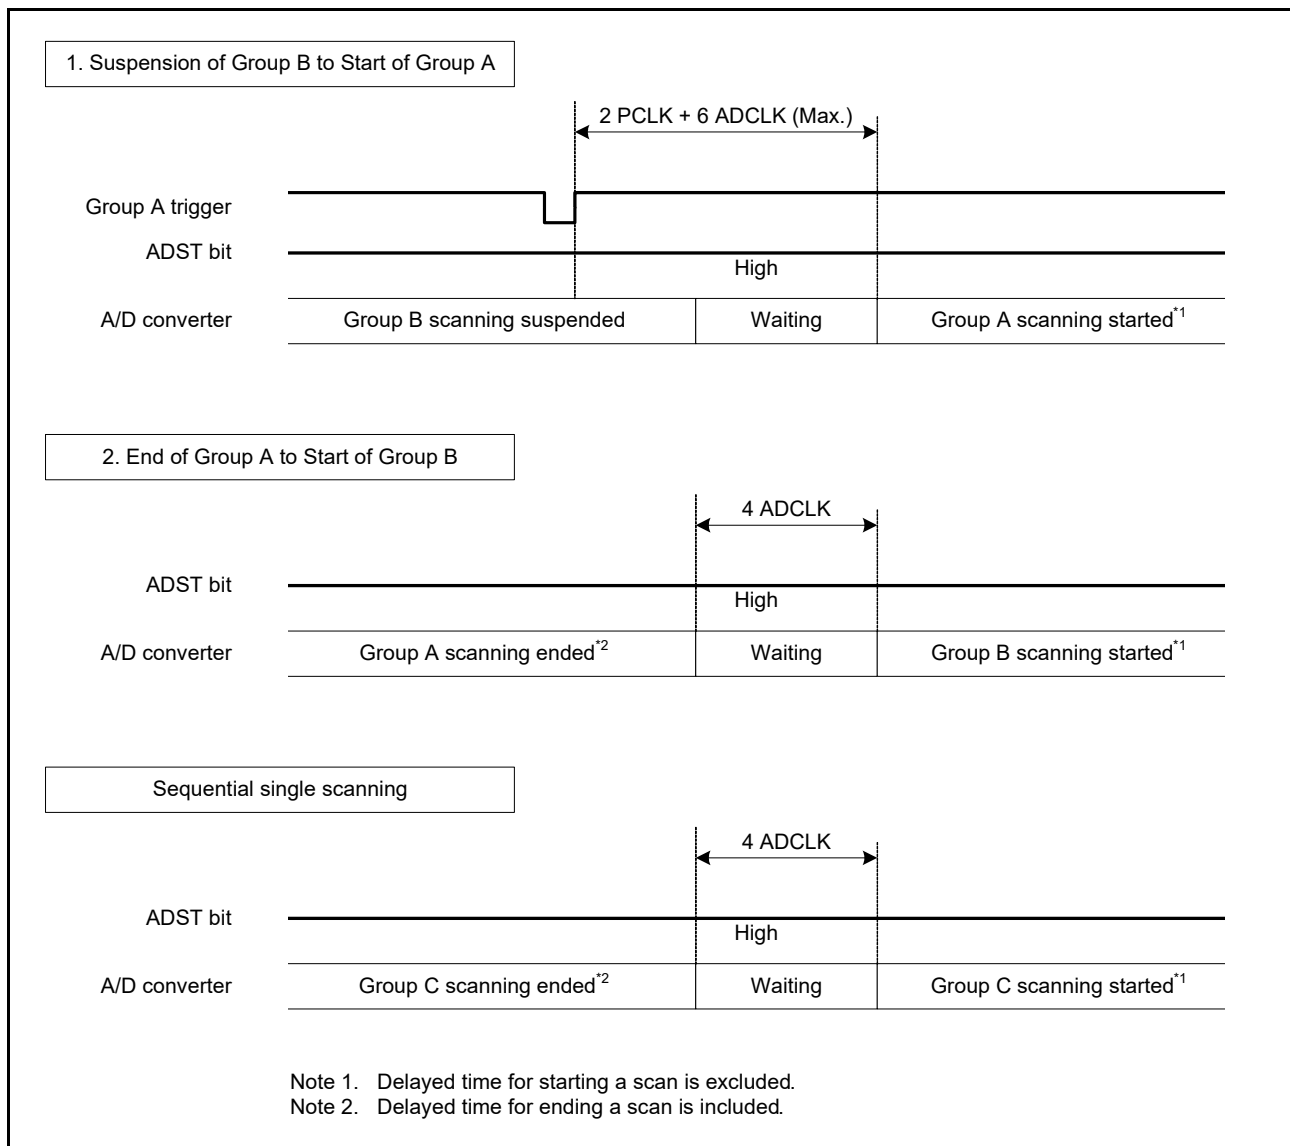 1. Suspension of Group B to Start of Group A
2 PCLK + 6 ADCLK (Max.)
Group A trigger
ADST bit
High
A/D converter
Group B scanning suspended
Waiting
Group A scanning started*1
2. End of Group A to Start of Group B
4 ADCLK
ADST bit
High
A/D converter
Group A scanning ended*2
Waiting
Group B scanning started*1
Sequential single scanning
4 ADCLK
ADST bit
High
A/D converter
Group C scanning ended*2
Waiting
Group C scanning started*1
Note 1. Delayed time for starting a scan is excluded.
Note 2. Delayed time for ending a scan is included.